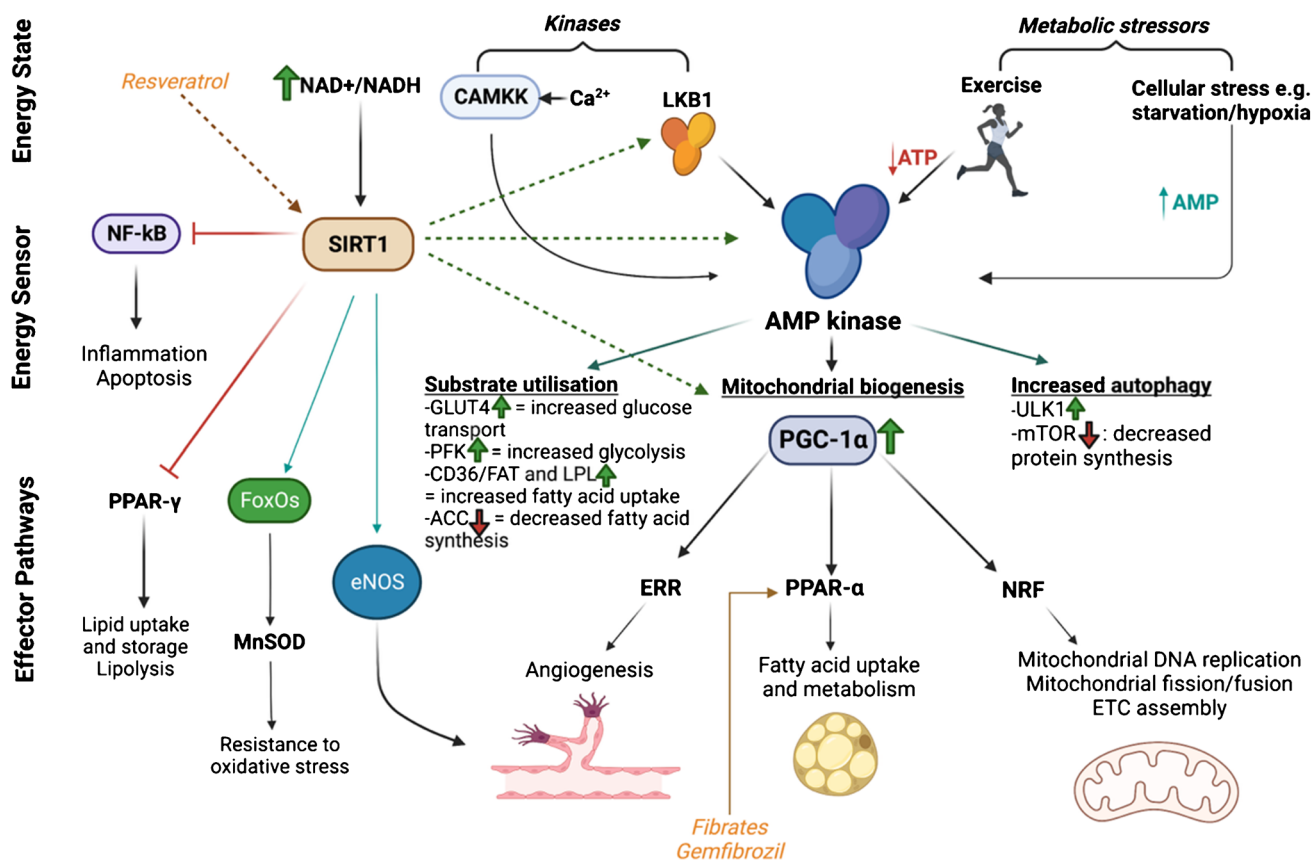 Energy State
Energy Sensor
Effector Pathways
Kinases
Metabolic stressors
Resveratrol
NAD+/NADH
CAMKK
Ca²⁺
LKB1
Exercise
Cellular stress e.g.
starvation/hypoxia
ATP
AMP
NF-kB
SIRT1
Inflammation
Apoptosis
AMP kinase
Substrate utilisation
-GLUT4 = increased glucose
transport
-PFK = increased glycolysis
-CD36/FAT and LPL
= increased fatty acid uptake
-ACC = decreased fatty acid
synthesis
Mitochondrial biogenesis
PGC-1α
Increased autophagy
-ULK1
-mTOR : decreased
protein synthesis
PPAR-γ
FoxOs
eNOS
ERR
PPAR-α
NRF
Lipid uptake
and storage
Lipolysis
MnSOD
Resistance to
oxidative stress
Angiogenesis
Fatty acid uptake
and metabolism
Mitochondrial DNA replication
Mitochondrial fission/fusion
ETC assembly
Fibrates
Gemfibrozil